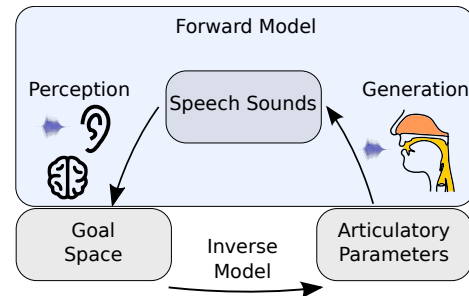 Forward Model
Perception
Speech Sounds
Generation
Goal
Space
Inverse
Model
Articulatory
Parameters